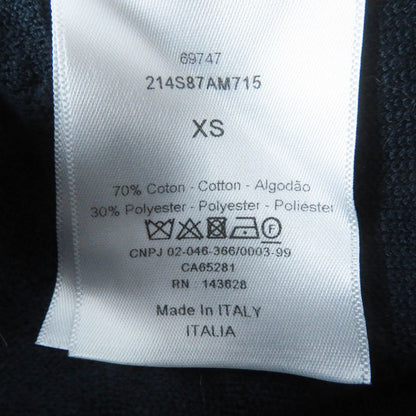 69747
214S87AM715
XS
70% Coton - Cotton - Algodão
30% Polyester - Polyester - Poliéster
CNPJ 02-046-366/0003-99
CA65281
RN 143628
Made In ITALY
ITALIA